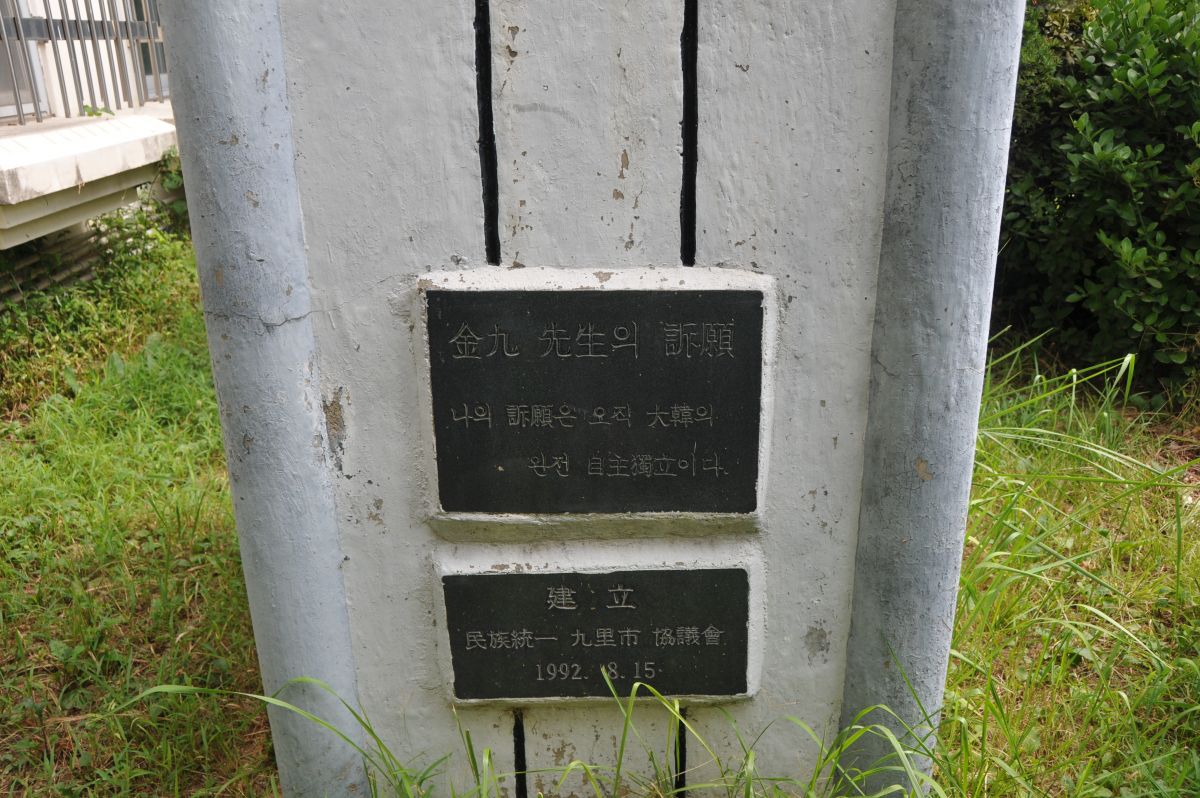 金九 先生의 訴願
나의 訴願은 오직 大韓의
완전 自主獨立이다.
建 立
民族統一 九里市 協議會
1992. 8. 15